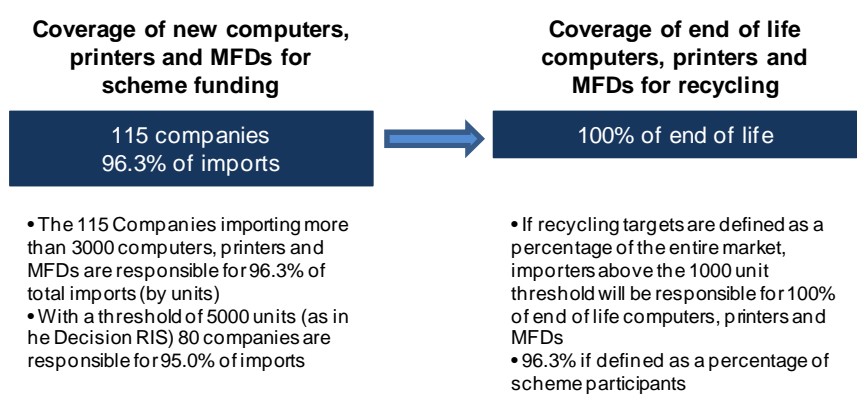 Coverage of new computers,
printers and MFDs for
scheme funding
115 companies
96.3% of imports
• The 115 Companies importing more
than 3000 computers, printers and
MFDs are responsible for 96.3% of
total imports (by units)
• With a threshold of 5000 units (as in
he Decision RIS) 80 companies are
responsible for 95.0% of imports
Coverage of end of life
computers, printers and
MFDs for recycling
100% of end of life
• If recycling targets are defined as a
percentage of the entire market,
importers above the 1000 unit
threshold will be responsible for 100%
of end of life computers, printers and
MFDs
• 96.3% if defined as a percentage of
scheme participants